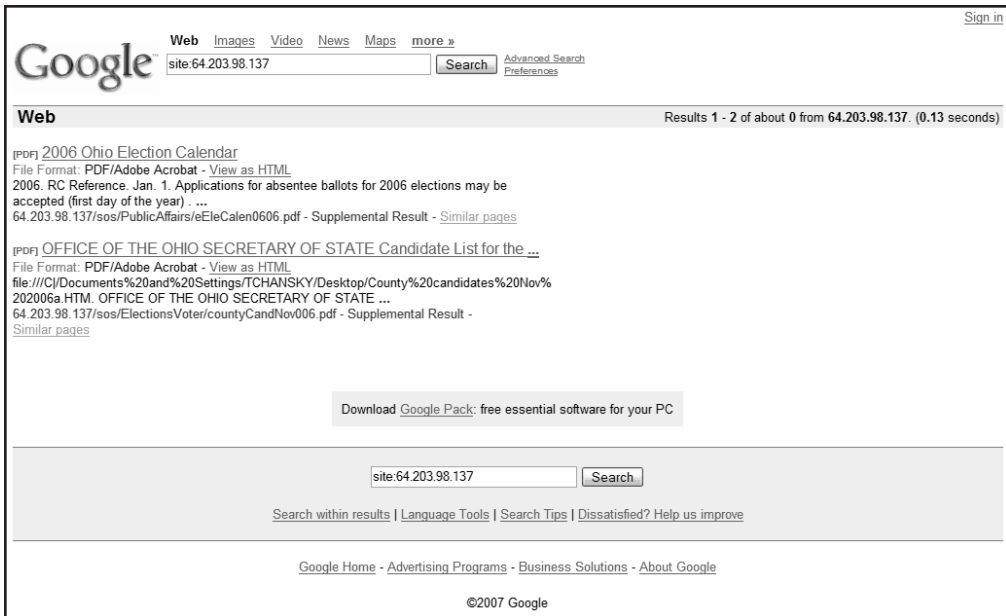 Sign in
Web Images Video News Maps more »
Google™ site:64.203.98.137 Search Advanced Search
Preferences
Web Results 1 - 2 of about 0 from 64.203.98.137. (0.13 seconds)
[PDF] 2006 Ohio Election Calendar
File Format: PDF/Adobe Acrobat - View as HTML
2006. RC Reference. Jan. 1. Applications for absentee ballots for 2006 elections may be
accepted (first day of the year) . ...
64.203.98.137/sos/PublicAffairs/eEleCalen0606.pdf - Supplemental Result - Similar pages
[PDF] OFFICE OF THE OHIO SECRETARY OF STATE Candidate List for the ...
File Format: PDF/Adobe Acrobat - View as HTML
file:///C|/Documents%20and%20Settings/TCHANSKY/Desktop/County%20candidates%20Nov%
202006a.HTM. OFFICE OF THE OHIO SECRETARY OF STATE ...
64.203.98.137/sos/ElectionsVoter/countyCandNov006.pdf - Supplemental Result -
Similar pages
Download Google Pack: free essential software for your PC
site:64.203.98.137 Search
Search within results | Language Tools | Search Tips | Dissatisfied? Help us improve
Google Home - Advertising Programs - Business Solutions - About Google
©2007 Google